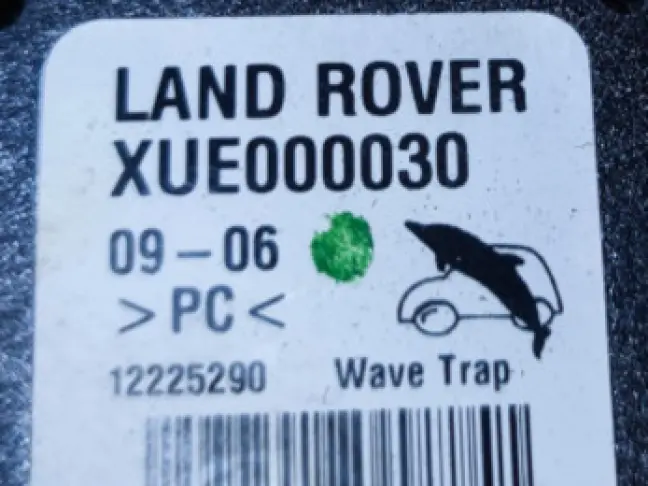 LAND ROVER
XUE000030
09-06
>PC<
12225290 Wave Trap